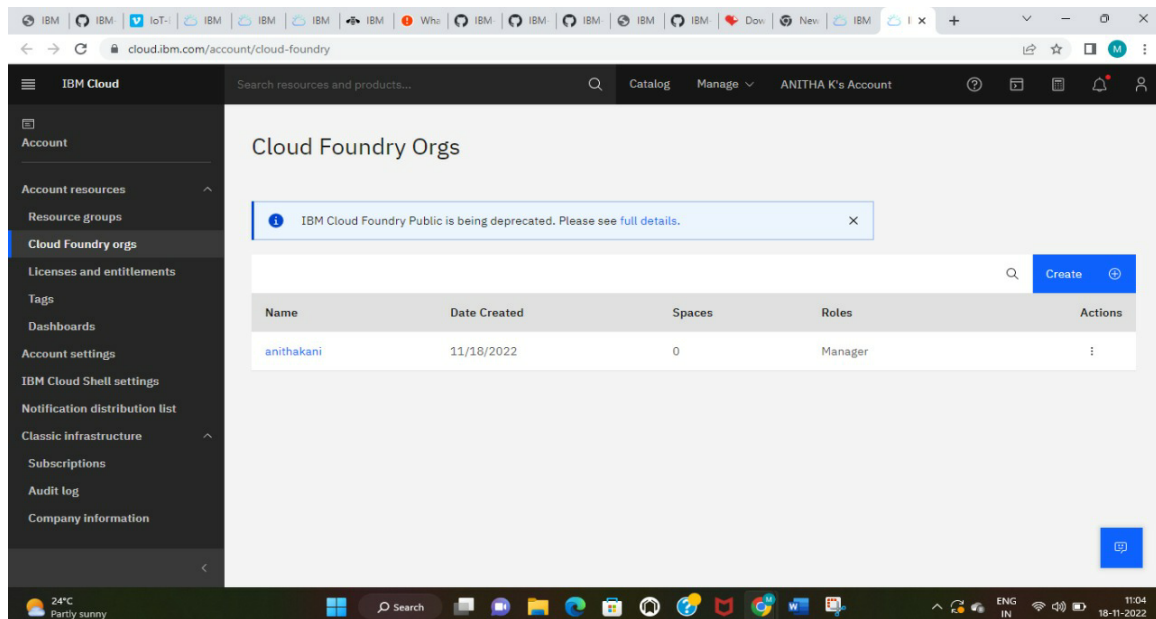 IBM IBM- IoT-I IBM IBM IBM IBM Wha IBM IBM- IBM- IBM IBM- Dow New IBM I
cloud.ibm.com/account/cloud-foundry M
IBM Cloud Search resources and products... Catalog Manage ANITHA K's Account
Account
Cloud Foundry Orgs
Account resources
Resource groups
IBM Cloud Foundry Public is being deprecated. Please see full details.
Cloud Foundry orgs
Licenses and entitlements
Create
Tags
Name Date Created Spaces Roles Actions
Dashboards
anithakani 11/18/2022 0 Manager
Account settings
IBM Cloud Shell settings
Notification distribution list
Classic infrastructure
Subscriptions
Audit log
Company information
24°C
Partly sunny
Search
ENG
IN
11:04
18-11-2022